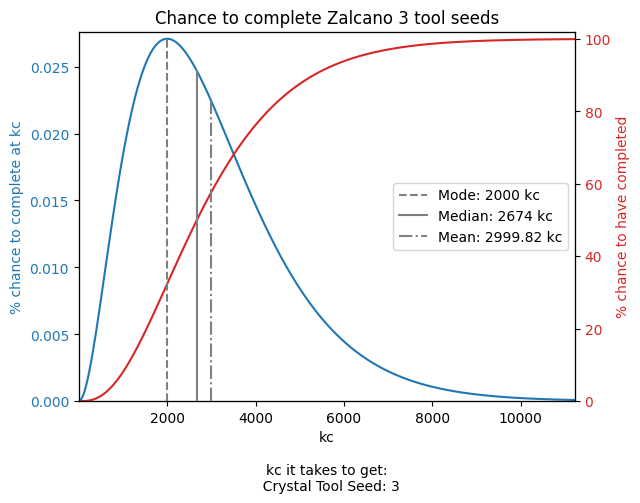 Chance to complete Zalcano 3 tool seeds
% chance to complete at kc
0.025
0.020
0.015
0.010
0.005
0.000
100
80
60
40
20
0
% chance to have completed
Mode: 2000 kc
Median: 2674 kc
Mean: 2999.82 kc
2000 4000 6000 8000 10000
kc
kc it takes to get:
Crystal Tool Seed: 3